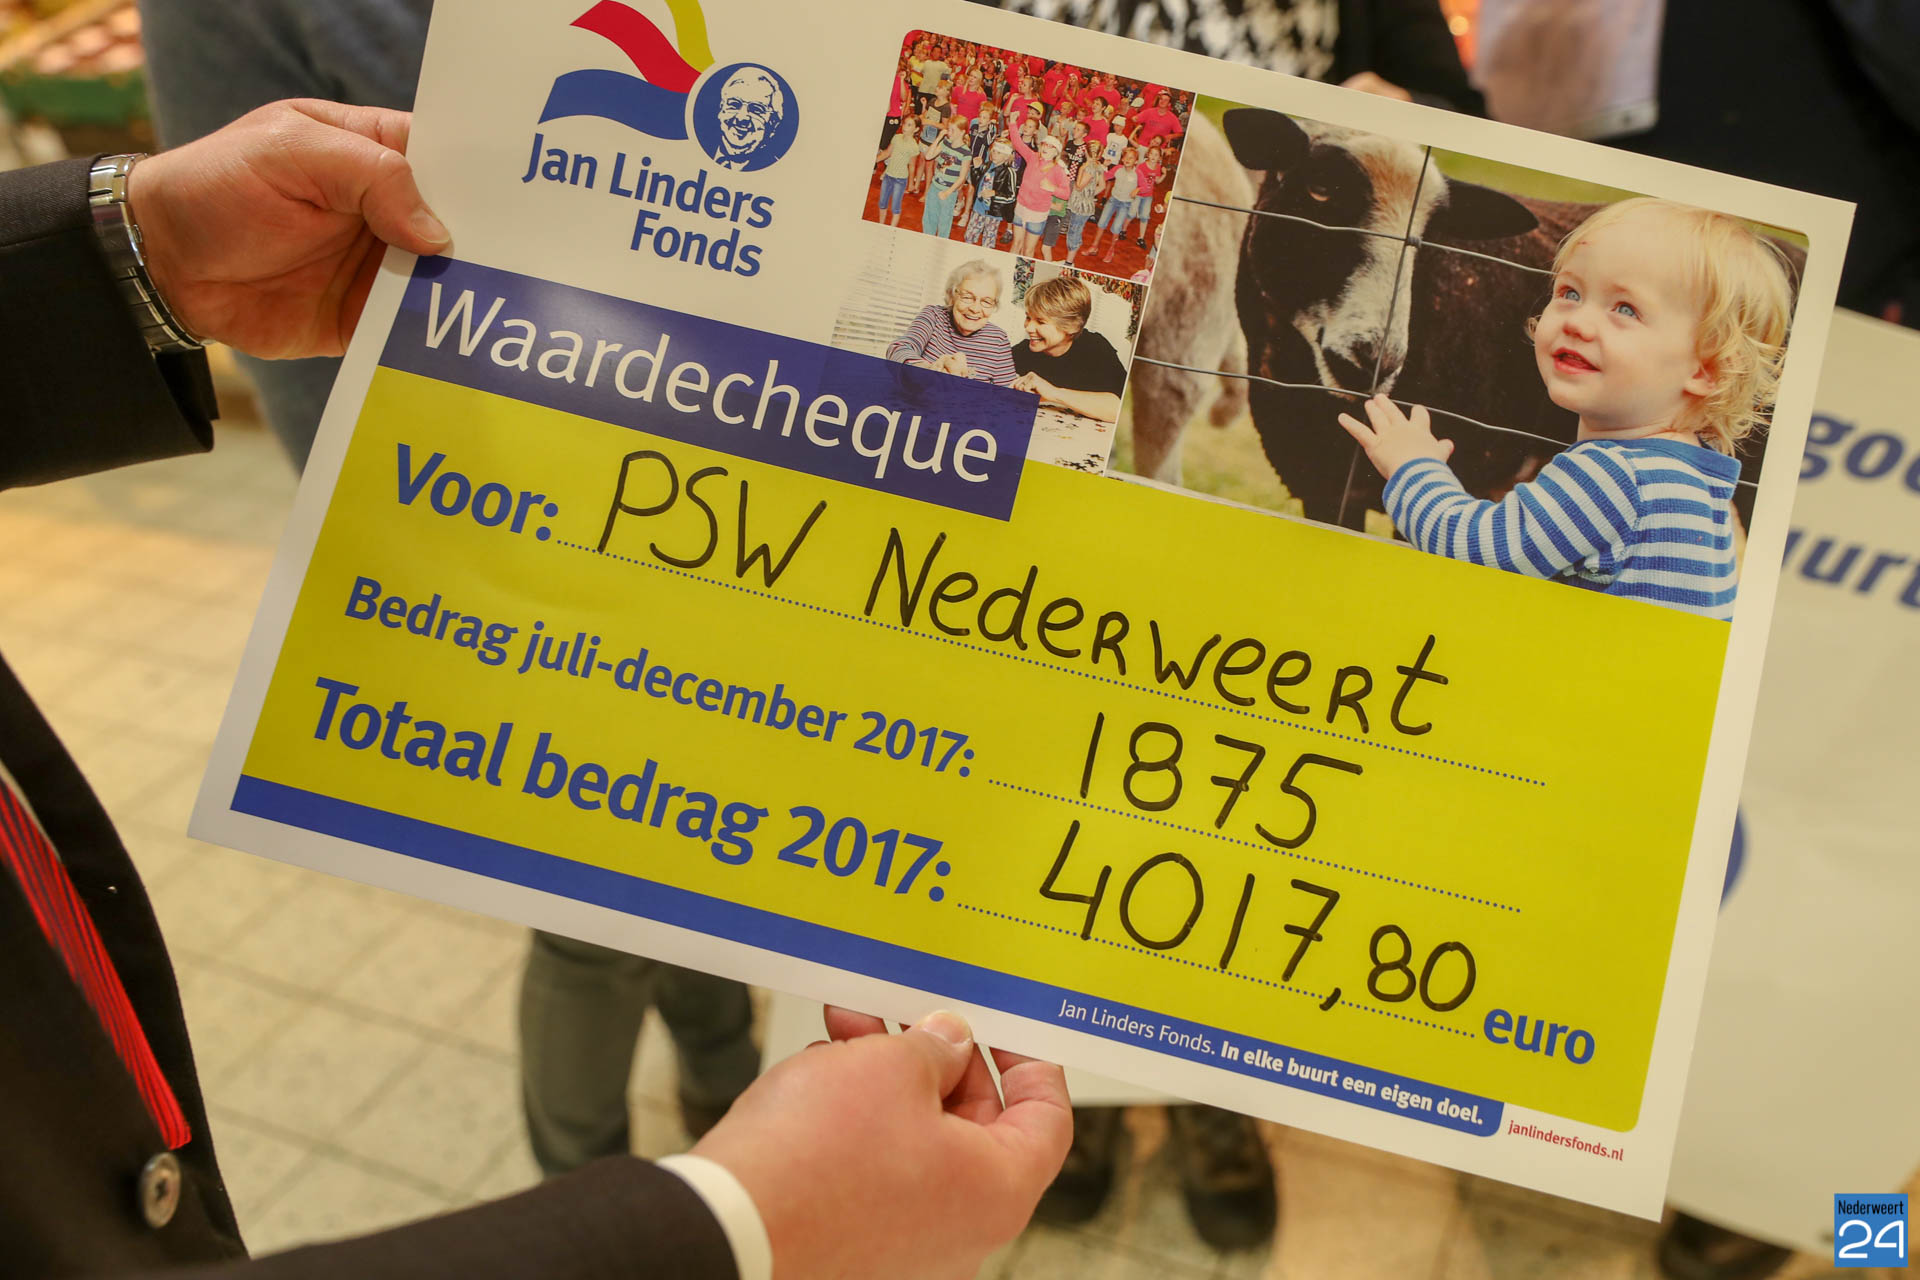 Jan Linders
Fonds
Waardecheque
Voor: PSW Nederweert
Bedrag juli-december 2017: 1875
Totaal bedrag 2017: 4017,80 euro
Jan Linders Fonds. In elke buurt een eigen doel.
janlindersfonds.nl
Nederweert
24